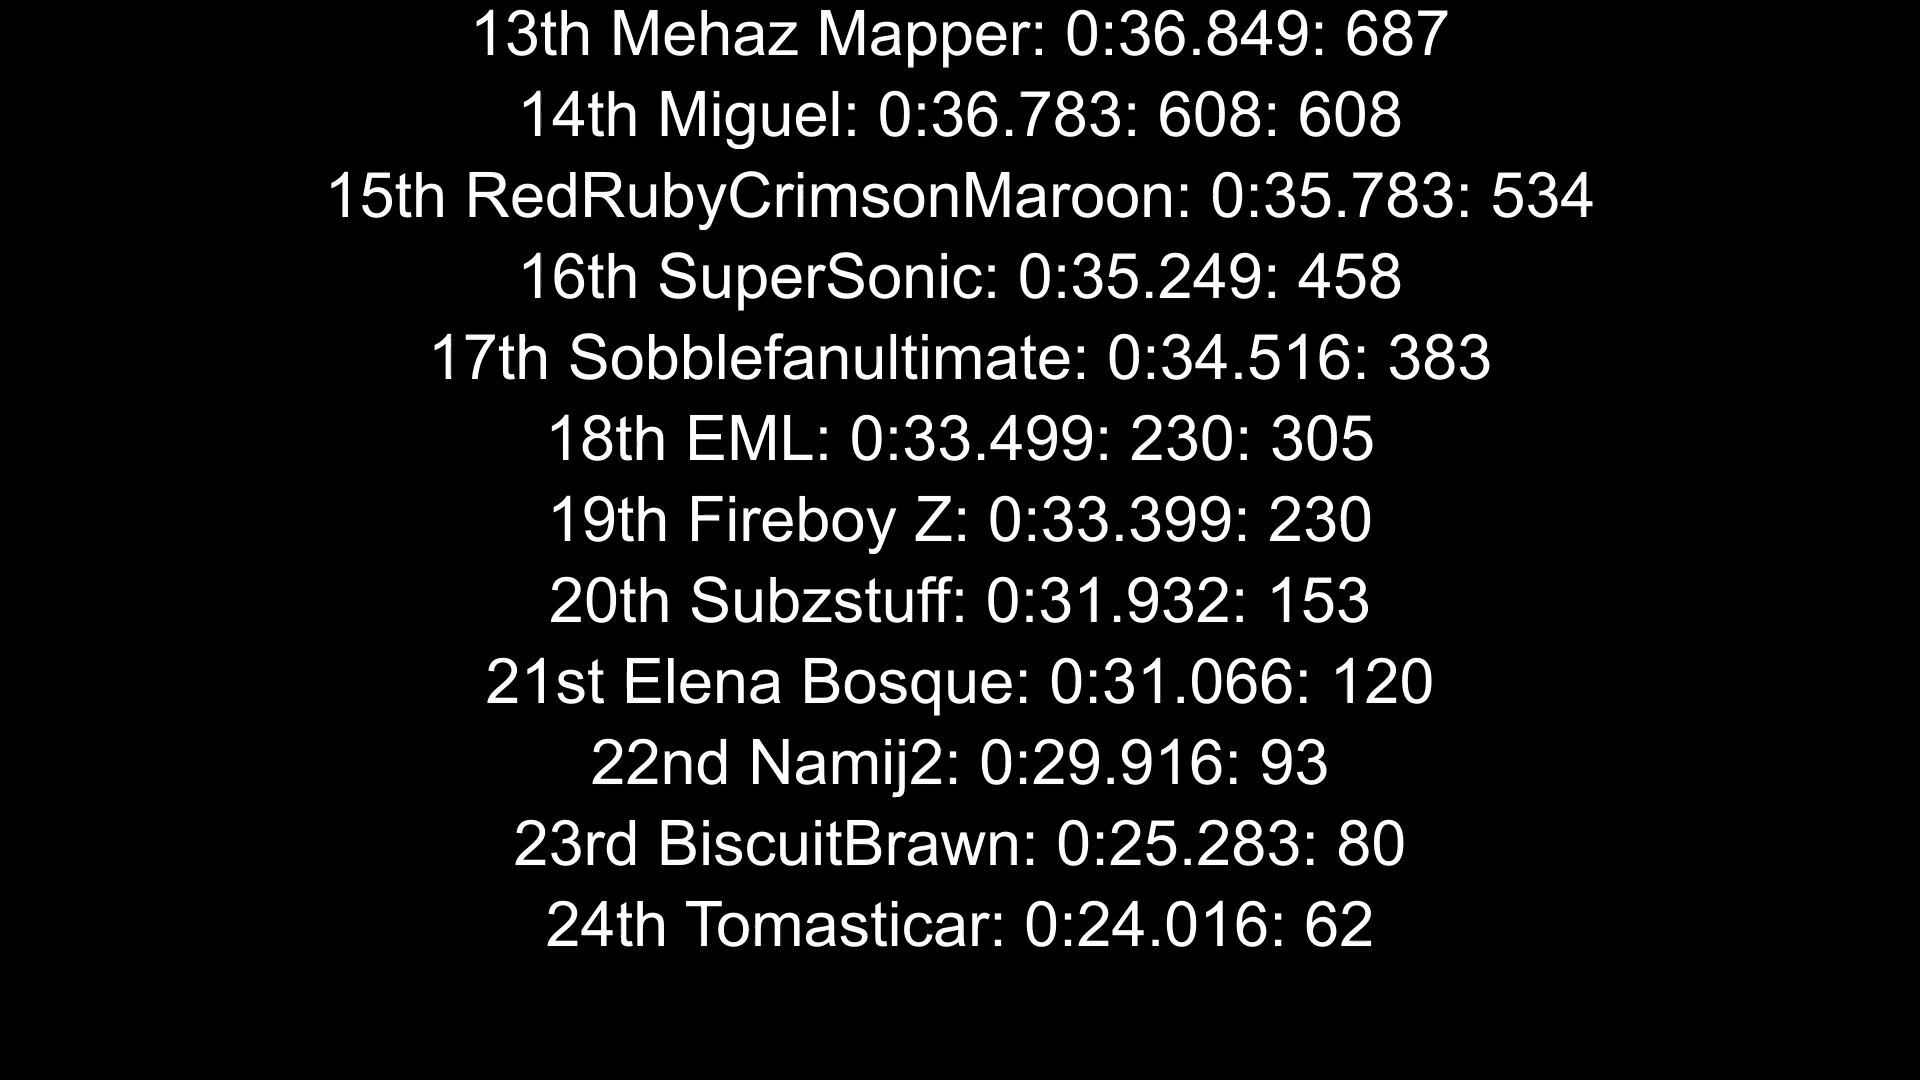 13th Mehaz Mapper: 0:36.849: 687
14th Miguel: 0:36.783: 608: 608
15th RedRubyCrimsonMaroon: 0:35.783: 534
16th SuperSonic: 0:35.249: 458
17th Sobblefanultimate: 0:34.516: 383
18th EML: 0:33.499: 230: 305
19th Fireboy Z: 0:33.399: 230
20th Subzstuff: 0:31.932: 153
21st Elena Bosque: 0:31.066: 120
22nd Namij2: 0:29.916: 93
23rd BiscuitBrawn: 0:25.283: 80
24th Tomasticar: 0:24.016: 62